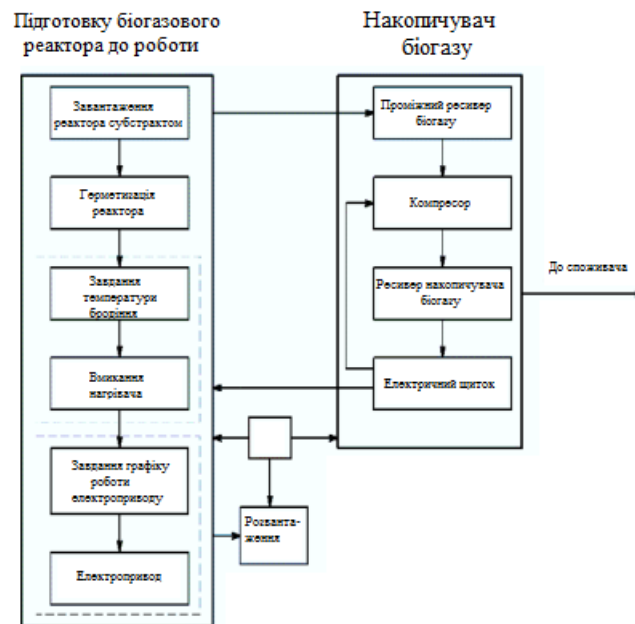 Підготовку біогазового
реактора до роботи
Завантаження
реактора субстрактом
Герметизація
реактора
Завдання
температури
бродіння
Вмикання
нагрівача
Завдання графіку
роботи
електроприводу
Електропривод
Накопичувач
біогазу
Проміжний ресивер
біогазу
Компресор
Ресивер накопичувача
біогазу
Електричний щиток
До споживача
Розванта-
ження